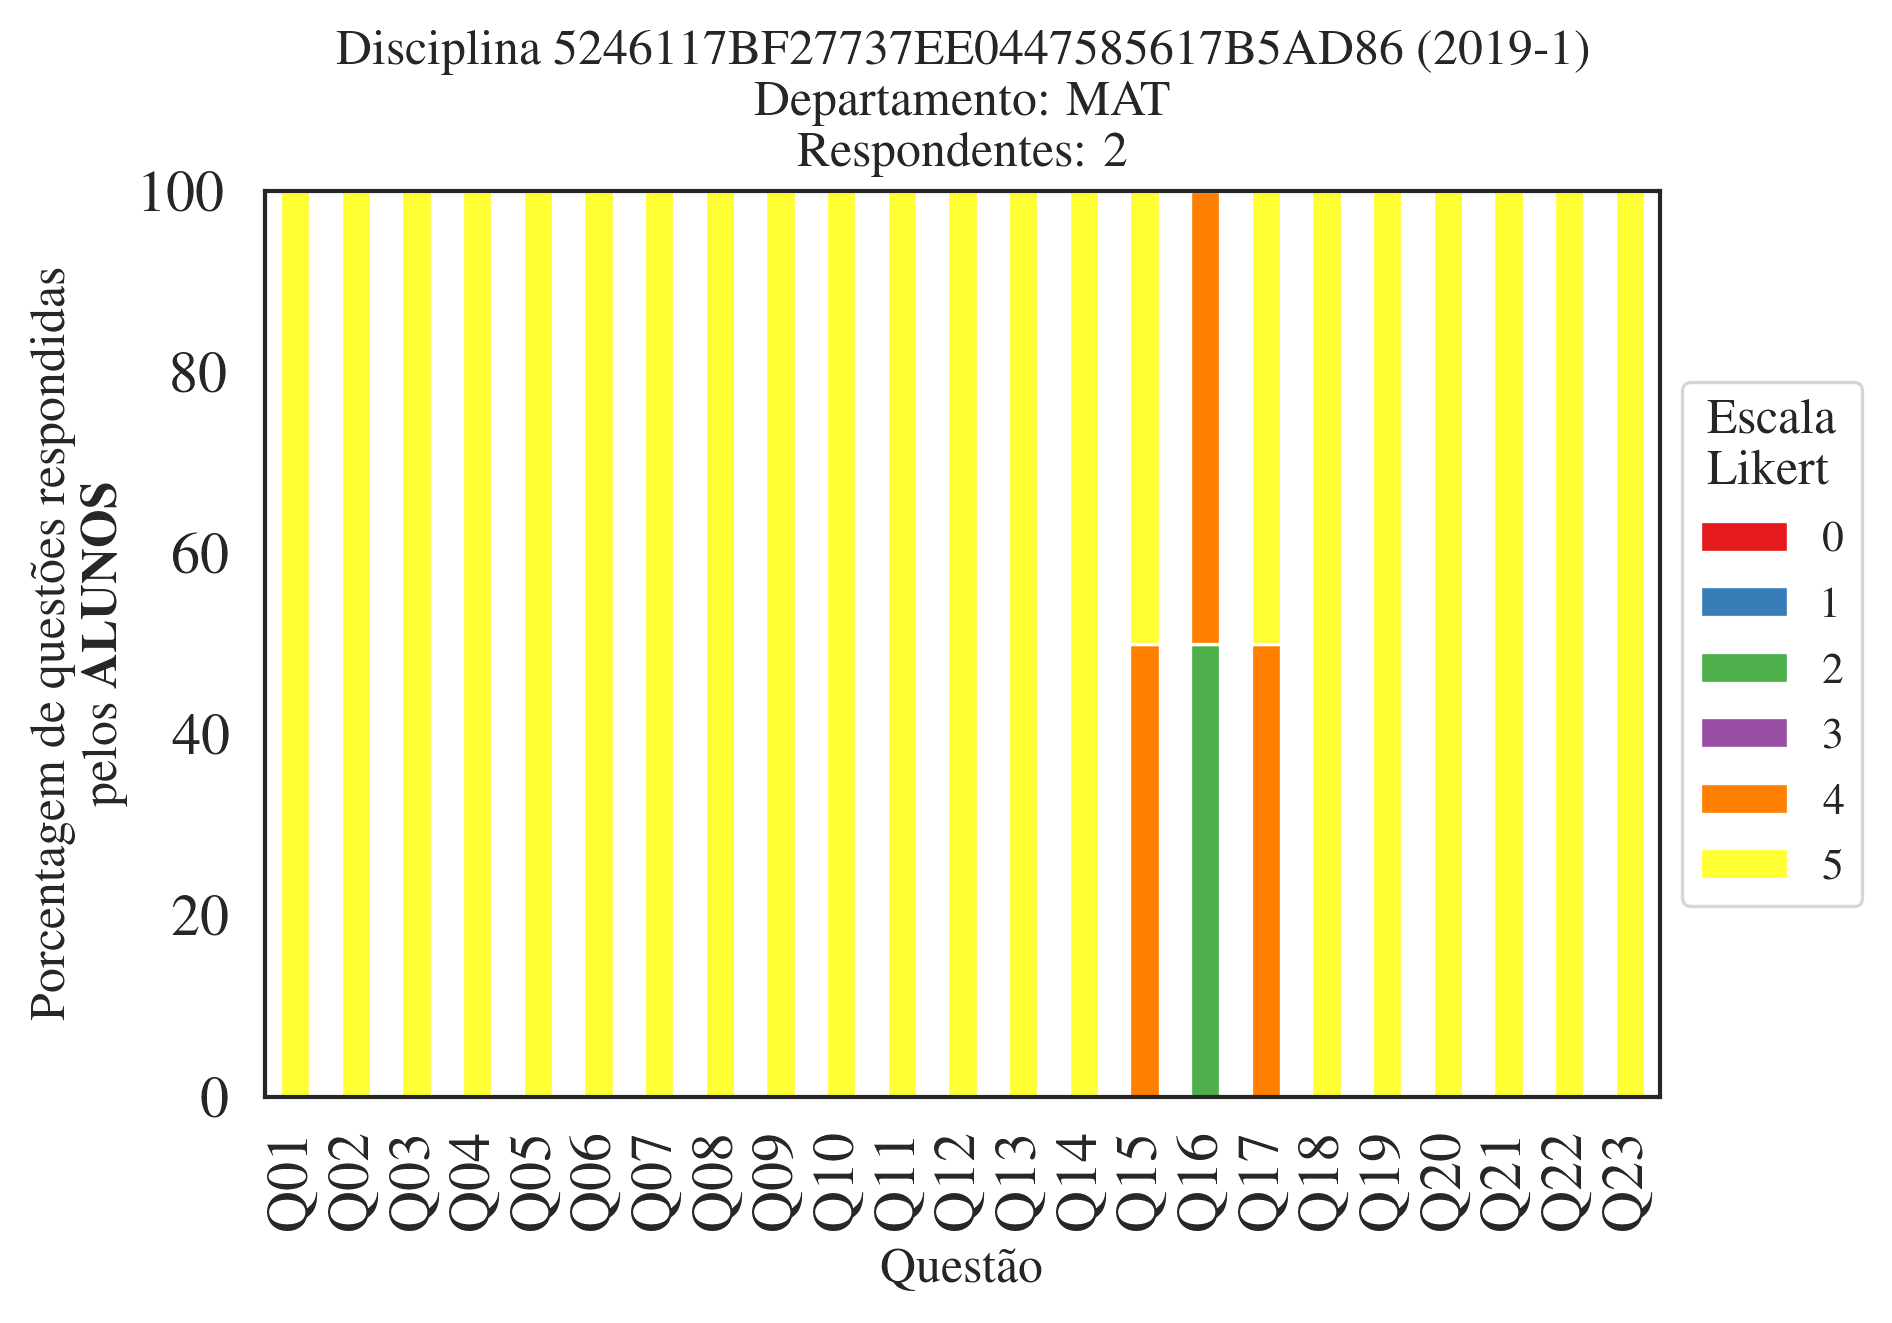 Disciplina 5246117BF27737EE0447585617B5AD86 (2019-1)
Departamento: MAT
Respondentes: 2
Porcentagem de questões respondidas
pelos ALUNOS
100
80
60
40
20
0
Q01
Q02
Q03
Q04
Q05
Q06
Q07
Q08
Q09
Q10
Q11
Q12
Q13
Q14
Q15
Q16
Q17
Q18
Q19
Q20
Q21
Q22
Q23
Questão
Escala
Likert
0
1
2
3
4
5